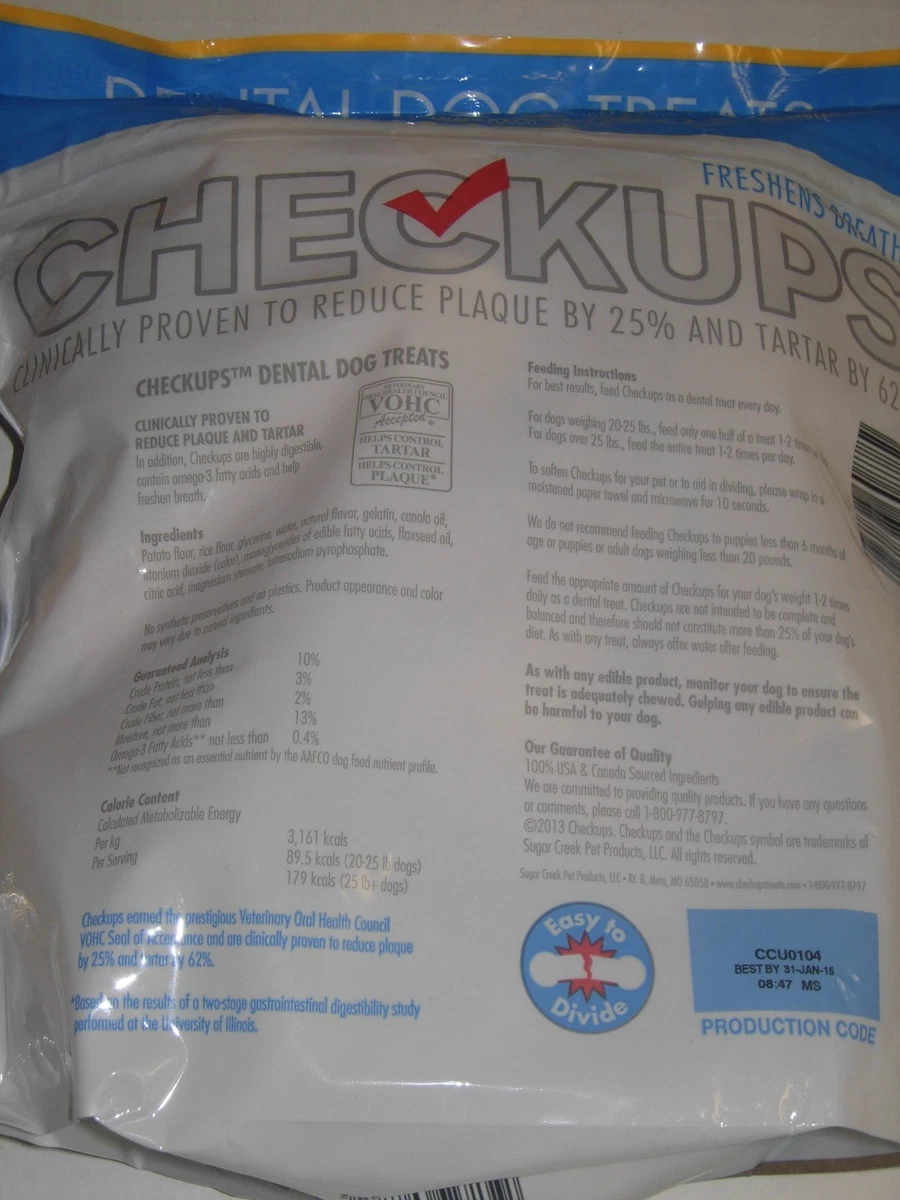 DENTAL DOG TREATS
FRESHENS BREATH
CHECKUPS
CLINICALLY PROVEN TO REDUCE PLAQUE BY 25% AND TARTAR BY 62
CHECKUPS™ DENTAL DOG TREATS
CLINICALLY PROVEN TO
REDUCE PLAQUE AND TARTAR
In addition, Checkups are highly digestible,
contain omega-3 fatty acids and help
freshen breath.
VETERINARY
ORAL HEALTH COUNCIL
VOHC
Accepted
HELPS CONTROL
TARTAR
HELPS CONTROL
PLAQUE
Ingredients
Potato flour, rice flour, glycerine, water, natural flavor, gelatin, canola oil,
titanium dioxide (color), monoglycerides of edible fatty acids, flaxseed oil,
citric acid, magnesium stearate, tetrasodium pyrophosphate.
No synthetic preservatives and no plastics. Product appearance and color
may vary due to natural ingredients.
Guaranteed Analysis
Crude Protein, not less than 10%
Crude Fat, not less than 3%
Crude Fiber, not more than 2%
Moisture, not more than 13%
Omega-3 Fatty Acids** not less than 0.4%
**Not recognized as an essential nutrient by the AAFCO dog food nutrient profile.
Calorie Content
Calculated Metabolizable Energy
Per kg 3,161 kcals
Per Serving 89.5 kcals (20-25 lb dogs)
179 kcals (25 lb+ dogs)
Checkups earned the prestigious Veterinary Oral Health Council
VOHC Seal of Acceptance and are clinically proven to reduce plaque
by 25% and tartar by 62%.
*Based on the results of a two-stage gastrointestinal digestibility study
performed at the University of Illinois.
Feeding Instructions
For best results, feed Checkups as a dental treat every day.
For dogs weighing 20-25 lbs., feed only one half of a treat 1-2 times
For dogs over 25 lbs., feed the entire treat 1-2 times per day.
To soften Checkups for your pet or to aid in dividing, please wrap in a
moistened paper towel and microwave for 10 seconds.
We do not recommend feeding Checkups to puppies less than 6 months of
age or puppies or adult dogs weighing less than 20 pounds.
Feed the appropriate amount of Checkups for your dog's weight 1-2 times
daily as a dental treat. Checkups are not intended to be complete and
balanced and therefore should not constitute more than 25% of your dog's
diet. As with any treat, always offer water after feeding.
As with any edible product, monitor your dog to ensure the
treat is adequately chewed. Gulping any edible product can
be harmful to your dog.
Our Guarantee of Quality
100% USA & Canada Sourced Ingredients
We are committed to providing quality products. If you have any questions
or comments, please call 1-800-977-8797.
©2013 Checkups. Checkups and the Checkups symbol are trademarks of
Sugar Creek Pet Products, LLC. All rights reserved.
Sugar Creek Pet Products, LLC • Rt. B, Meta, MO 65058 • www.checkuptreats.com • 1-800-977-8797
Easy to
Divide
CCU0104
BEST BY 31-JAN-16
08:47 MS
PRODUCTION CODE